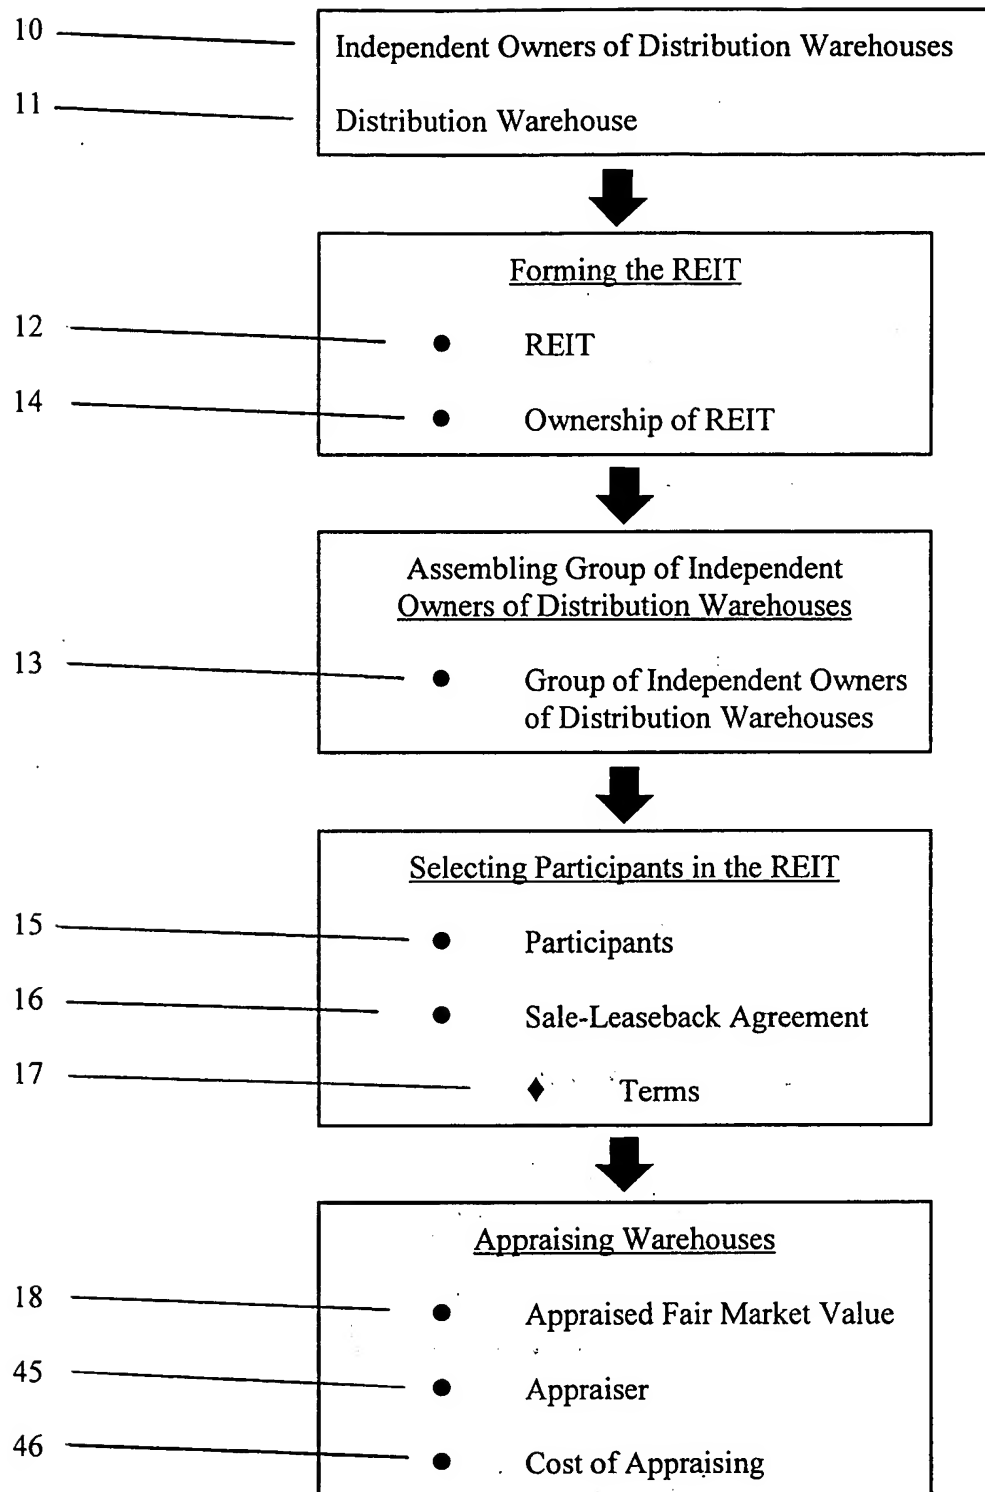 10
Independent Owners of Distribution Warehouses
11
Distribution Warehouse
Forming the REIT
12
● REIT
14
● Ownership of REIT
Assembling Group of Independent
Owners of Distribution Warehouses
13
● Group of Independent Owners
of Distribution Warehouses
Selecting Participants in the REIT
15
● Participants
16
● Sale-Leaseback Agreement
17
♦ Terms
Appraising Warehouses
18
● Appraised Fair Market Value
45
● Appraiser
46
● Cost of Appraising